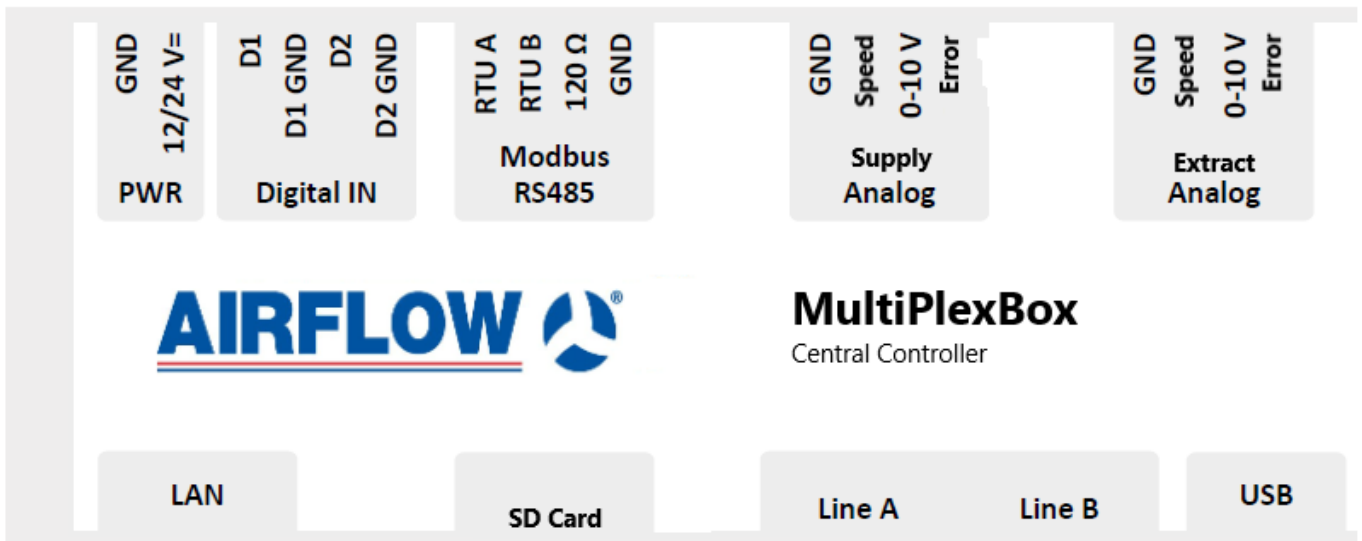 GND
12/24 V=
PWR
D1
D1 GND
D2
D2 GND
Digital IN
RTU A
RTU B
120 Ω
GND
Modbus
RS485
GND
Speed
0-10 V
Error
Supply
Analog
GND
Speed
0-10 V
Error
Extract
Analog
AIRFLOW ®
MultiPlexBox
Central Controller
LAN
SD Card
Line A
Line B
USB